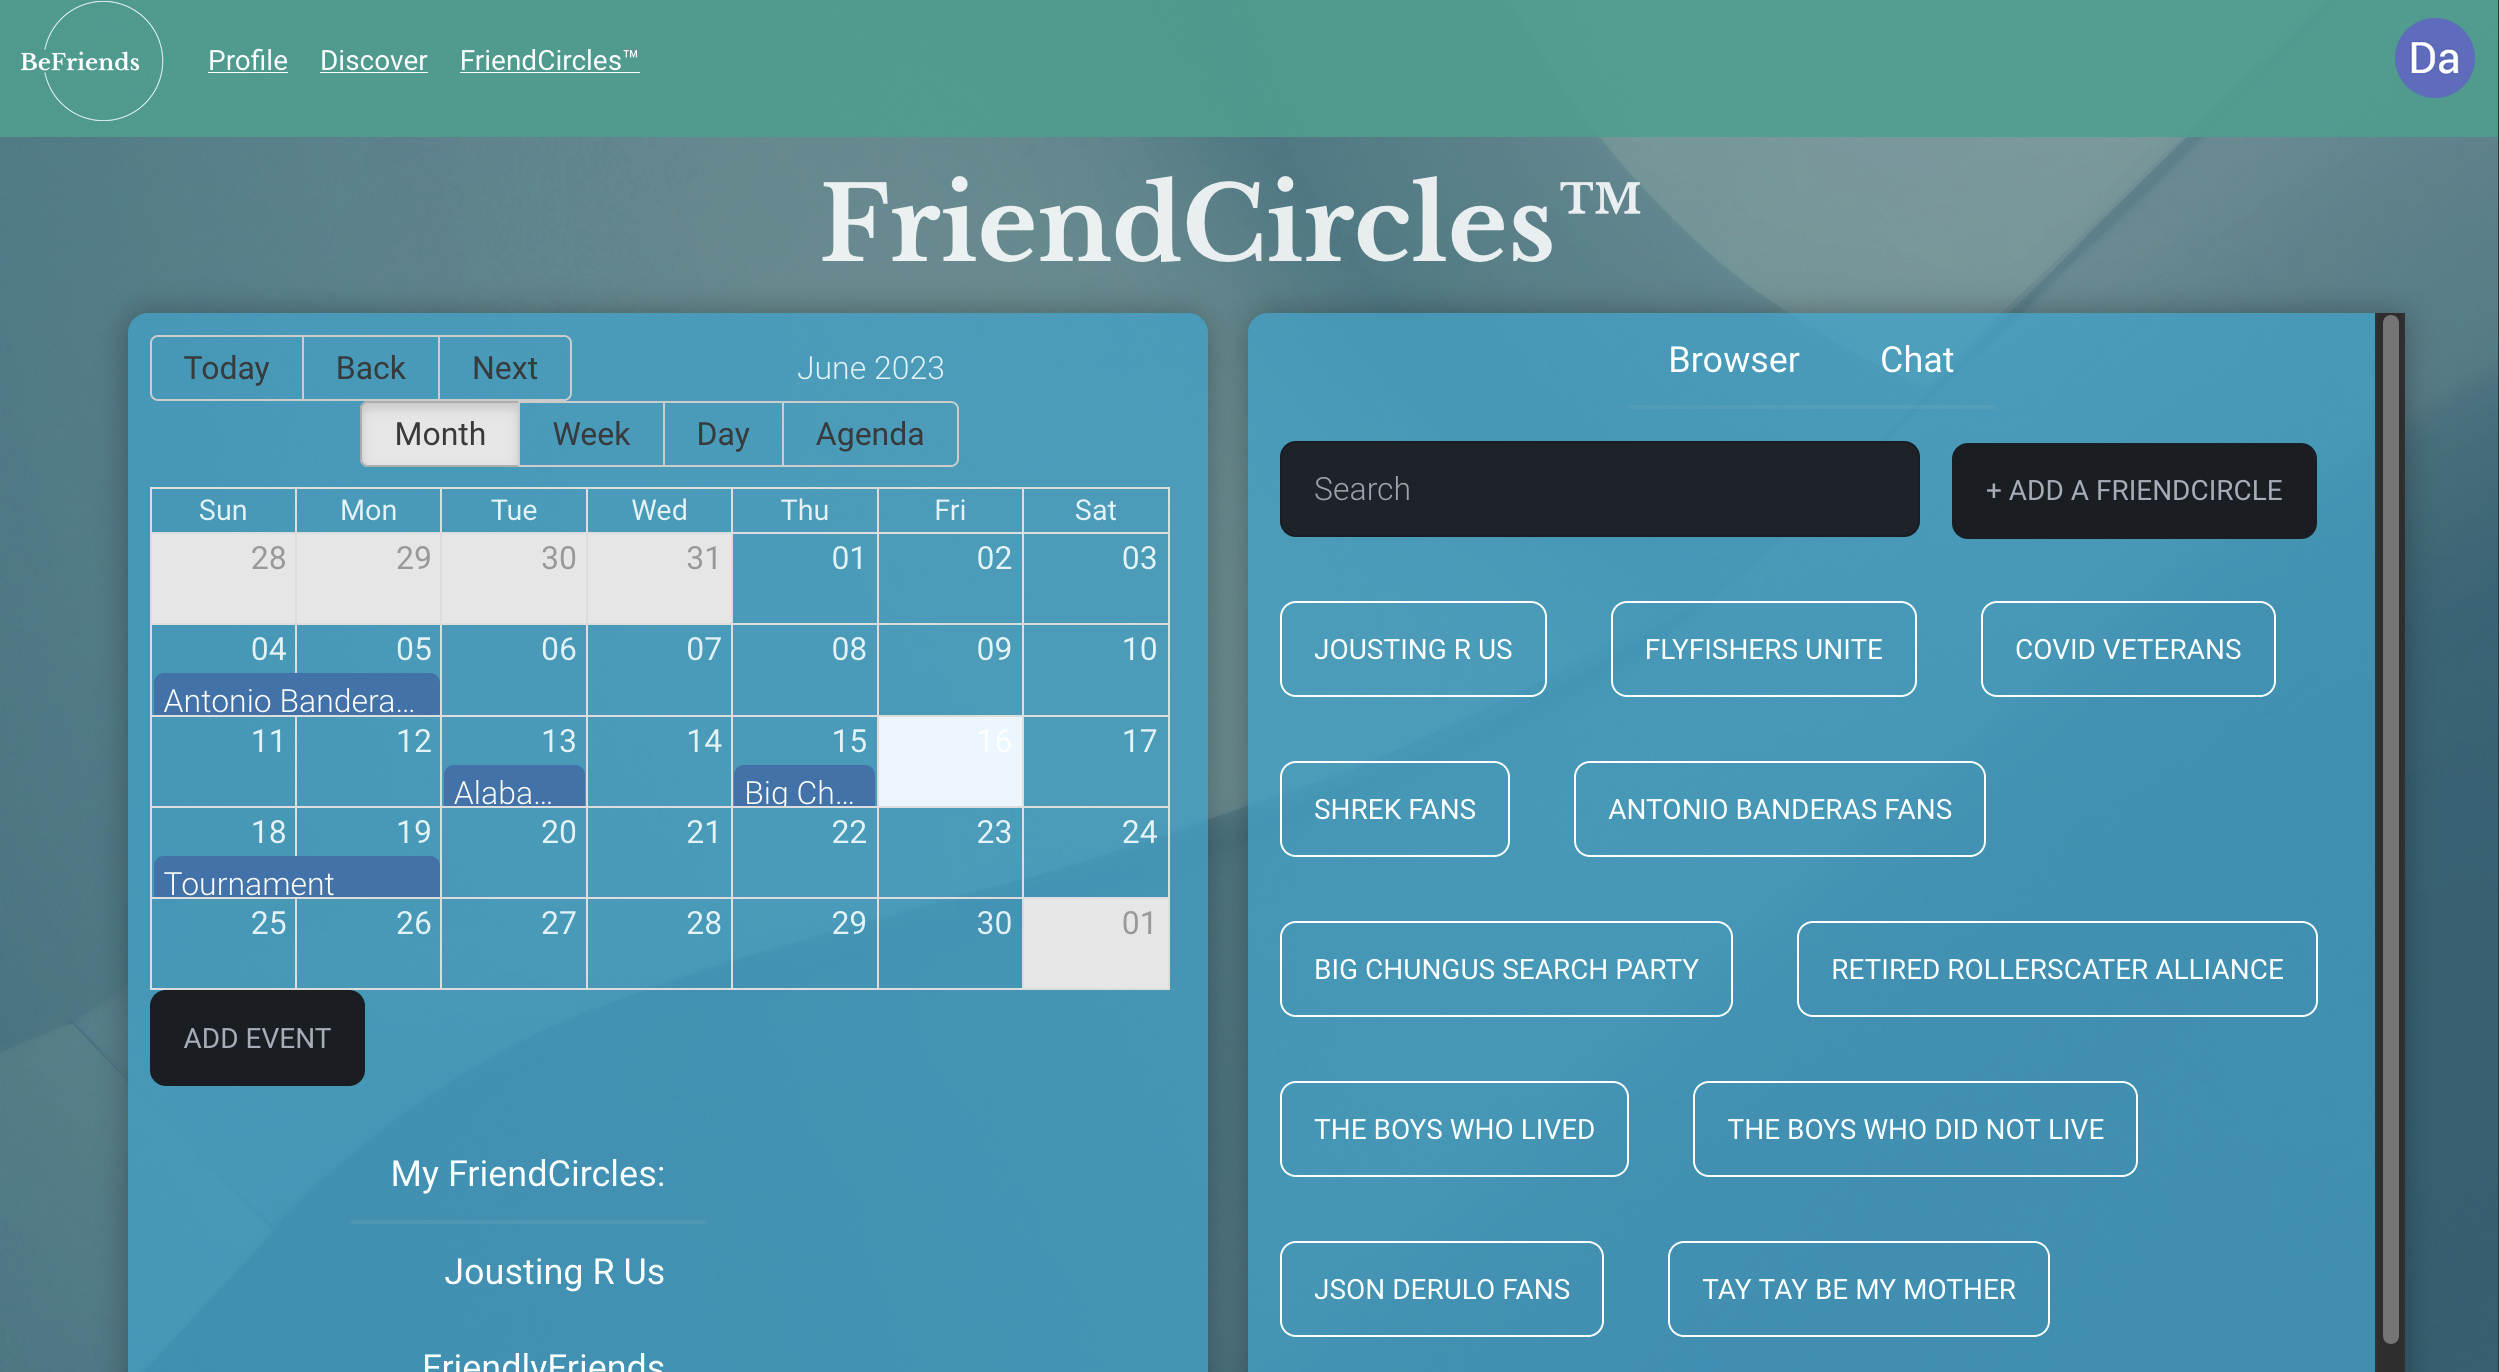 BeFriends
Profile Discover FriendCircles™
Da
FriendCircles™
Today Back Next
June 2023
Month Week Day Agenda
Sun Mon Tue Wed Thu Fri Sat
28 29 30 31 01 02 03
04 05 06 07 08 09 10
Antonio Bandera...
11 12 13 14 15 16 17
Alaba... Big Ch...
18 19 20 21 22 23 24
Tournament
25 26 27 28 29 30 01
ADD EVENT
My FriendCircles:
Jousting R Us
FriendlyFriends
Browser Chat
Search + ADD A FRIENDCIRCLE
JOUSTING R US FLYFISHERS UNITE COVID VETERANS
SHREK FANS ANTONIO BANDERAS FANS
BIG CHUNGUS SEARCH PARTY RETIRED ROLLERSCATER ALLIANCE
THE BOYS WHO LIVED THE BOYS WHO DID NOT LIVE
JSON DERULO FANS TAY TAY BE MY MOTHER